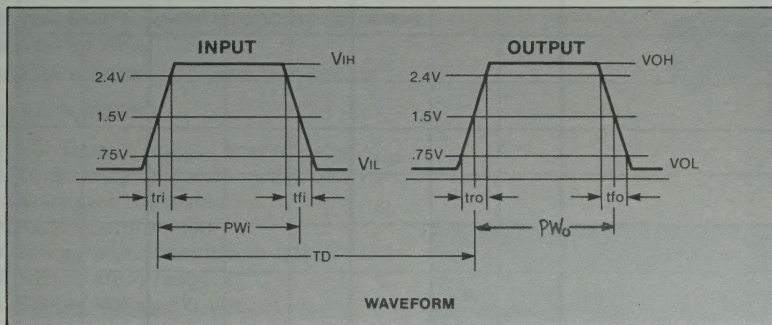 INPUT
OUTPUT
VIH
VOH
2.4V
2.4V
1.5V
1.5V
.75V
.75V
VIL
VOL
tri
tfi
tro
tfo
PWi
PWo
TD
WAVEFORM